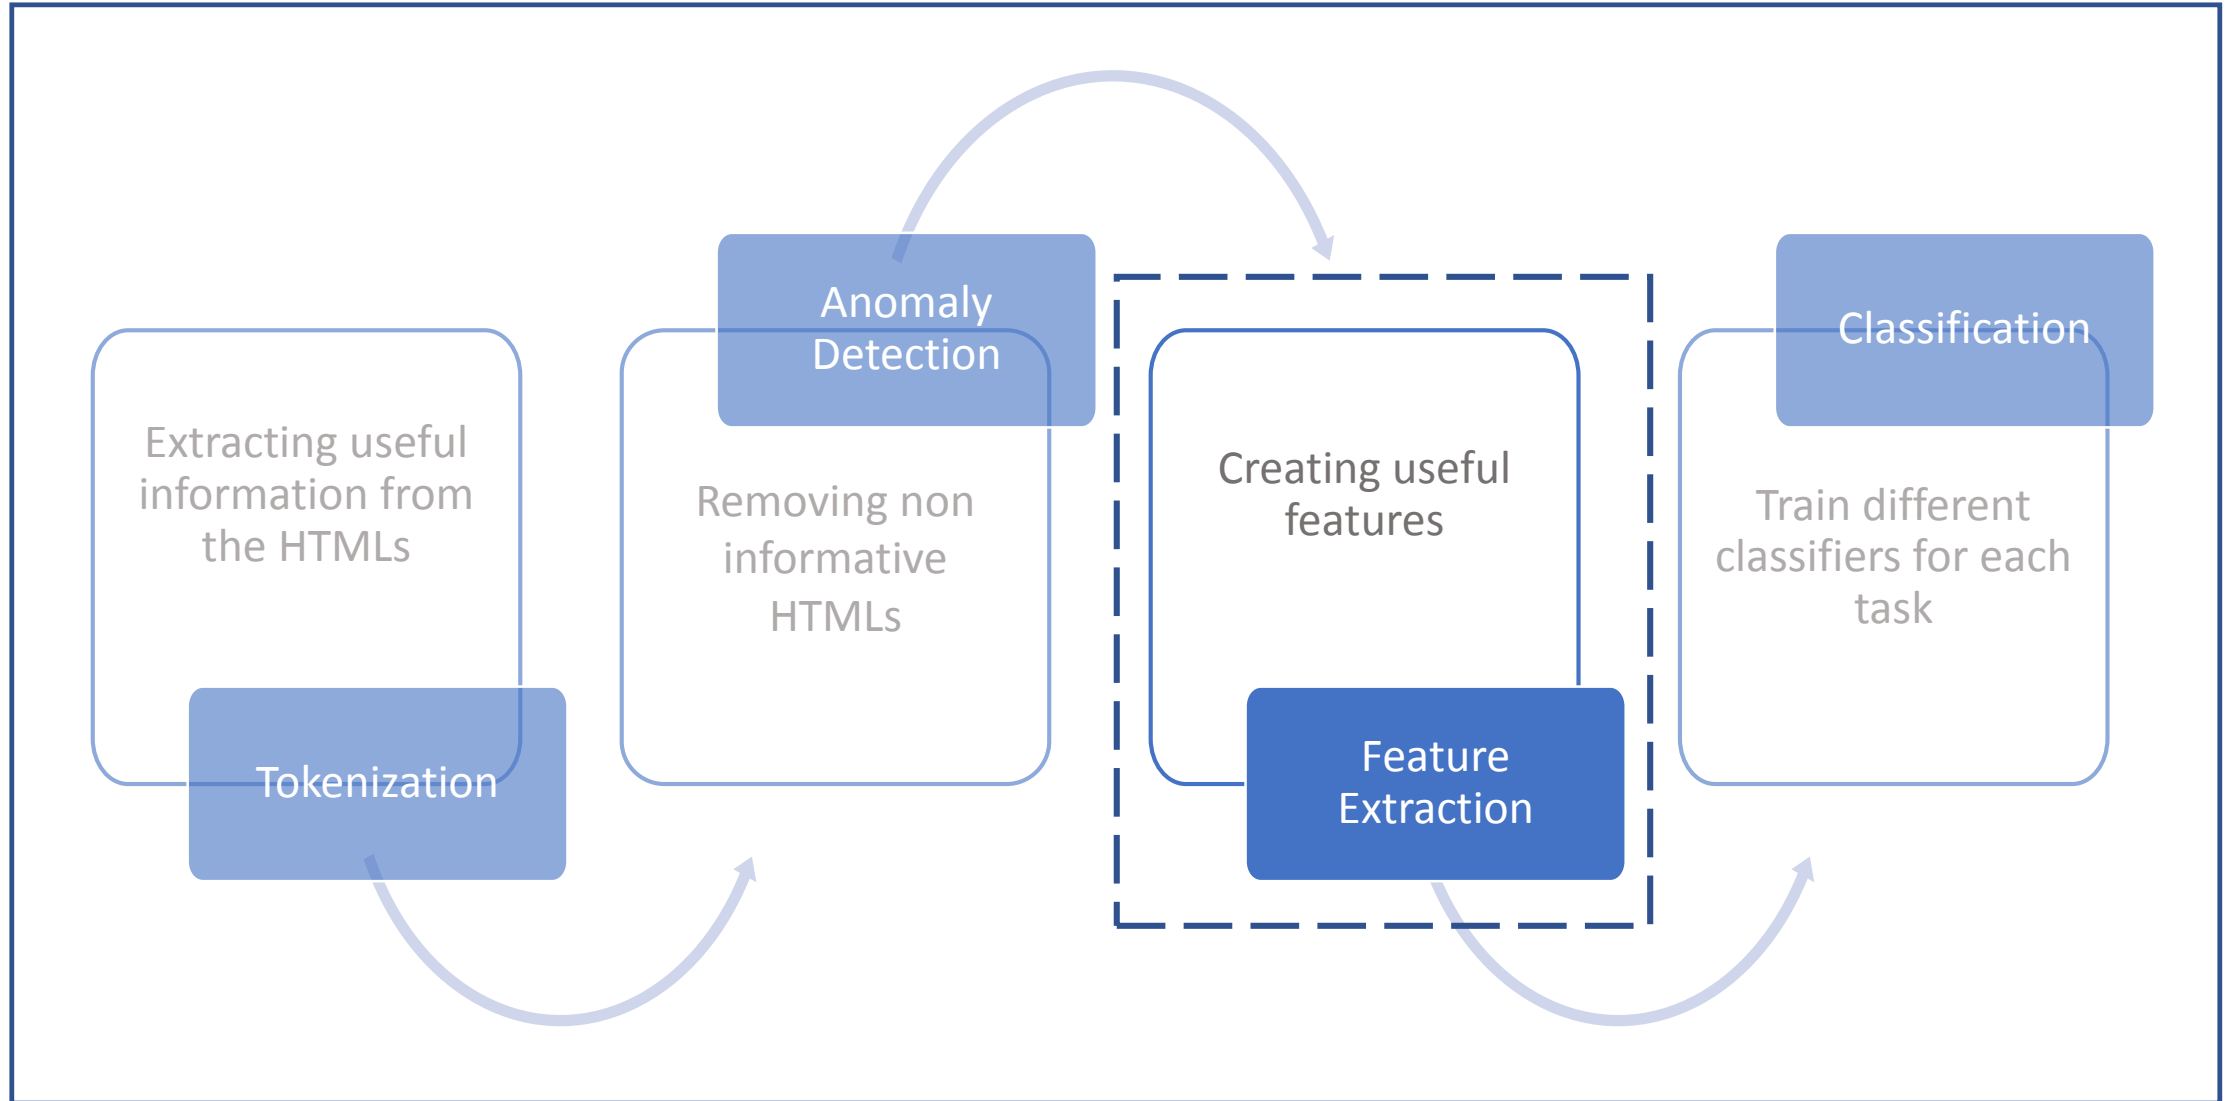 Extracting useful
information from
the HTMLs
Tokenization
Anomaly
Detection
Removing non
informative
HTMLs
Creating useful
features
Feature
Extraction
Classification
Train different
classifiers for each
task